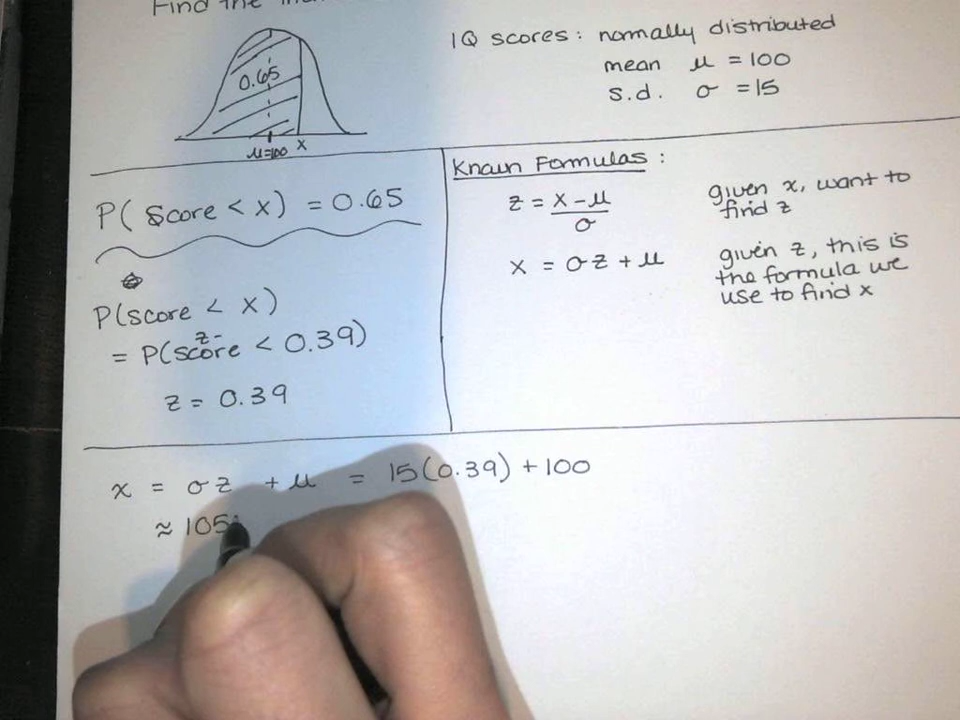 Find the
0.65
μ=100 x
IQ scores: normally distributed
mean μ = 100
s.d. σ = 15
P( score < x ) = 0.65
P(score < x )
z-
= P(score < 0.39)
z = 0.39
Known Formulas :
z = x-μ
σ
given x, want to
find z
x = σz + μ
given z, this is
the formula we
use to find x
x = σz + μ = 15(0.39) + 100
≈ 105